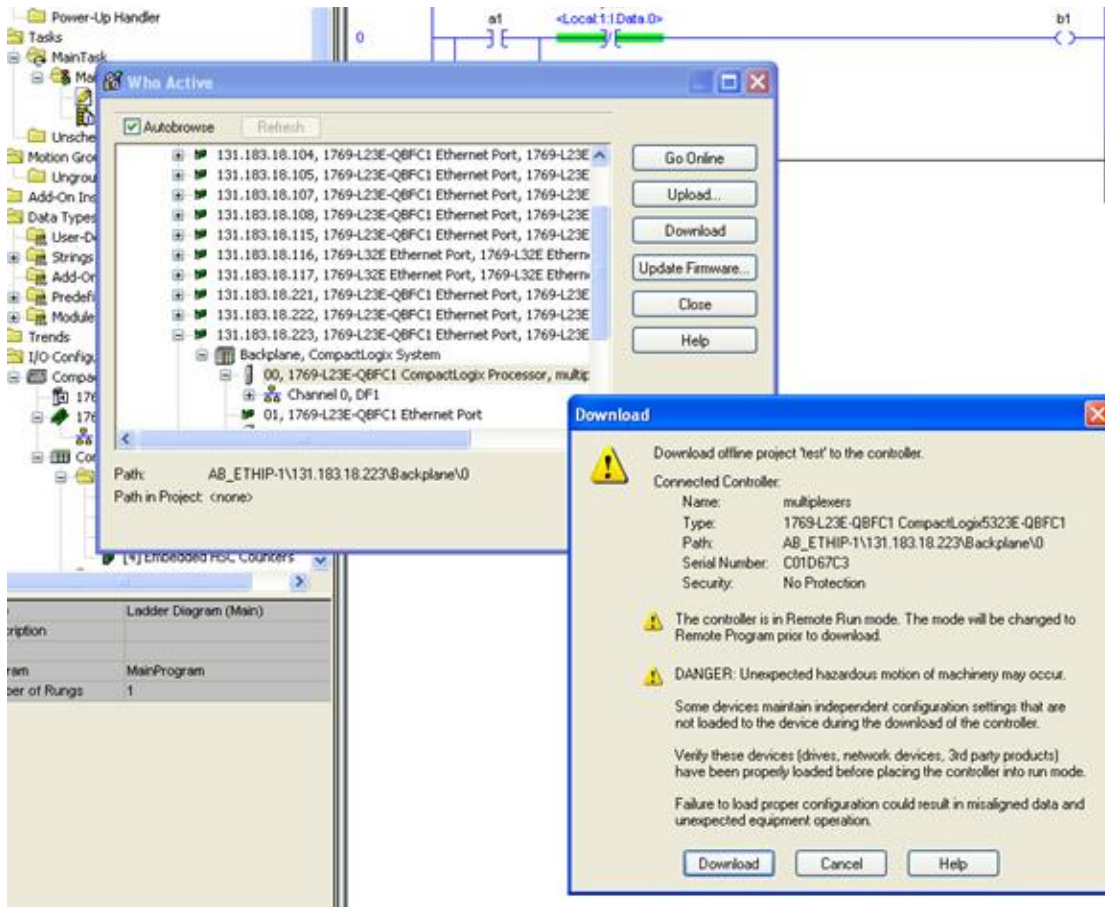 Power-Up Handler
Tasks
MainTask
Unsche
Motion Gro
Ungrou
Add-On Ins
Data Types
User-D
Strings
Add-Or
Predefi
Module
Trends
I/O Configu
Compa
176
176
Cor
[4] Embedded HSC Counters
0
a1
<Local:1:I.Data.0>
b1
Who Active
Autobrowse
Refresh
131.183.18.104, 1769-L23E-QBFC1 Ethernet Port, 1769-L23E
131.183.18.105, 1769-L23E-QBFC1 Ethernet Port, 1769-L23E
131.183.18.107, 1769-L23E-QBFC1 Ethernet Port, 1769-L23E
131.183.18.108, 1769-L23E-QBFC1 Ethernet Port, 1769-L23E
131.183.18.115, 1769-L23E-QBFC1 Ethernet Port, 1769-L23E
131.183.18.116, 1769-L32E Ethernet Port, 1769-L32E Ethern
131.183.18.117, 1769-L32E Ethernet Port, 1769-L32E Ethern
131.183.18.221, 1769-L23E-QBFC1 Ethernet Port, 1769-L23E
131.183.18.222, 1769-L23E-QBFC1 Ethernet Port, 1769-L23E
131.183.18.223, 1769-L23E-QBFC1 Ethernet Port, 1769-L23E
Backplane, CompactLogix System
00, 1769-L23E-QBFC1 CompactLogix Processor, multip
Channel 0, DF1
01, 1769-L23E-QBFC1 Ethernet Port
Go Online
Upload...
Download
Update Firmware...
Close
Help
Path: AB_ETHIP-1\131.183.18.223\Backplane\0
Path in Project: <none>
Ladder Diagram (Main)
cription
ram MainProgram
ber of Rungs 1
Download
Download offline project 'test' to the controller.
Connected Controller:
Name: multiplexers
Type: 1769-L23E-QBFC1 CompactLogix5323E-QBFC1
Path: AB_ETHIP-1\131.183.18.223\Backplane\0
Serial Number: C01D67C3
Security: No Protection
The controller is in Remote Run mode. The mode will be changed to
Remote Program prior to download.
DANGER: Unexpected hazardous motion of machinery may occur.
Some devices maintain independent configuration settings that are
not loaded to the device during the download of the controller.
Verify these devices (drives, network devices, 3rd party products)
have been properly loaded before placing the controller into run mode.
Failure to load proper configuration could result in misaligned data and
unexpected equipment operation.
Download
Cancel
Help